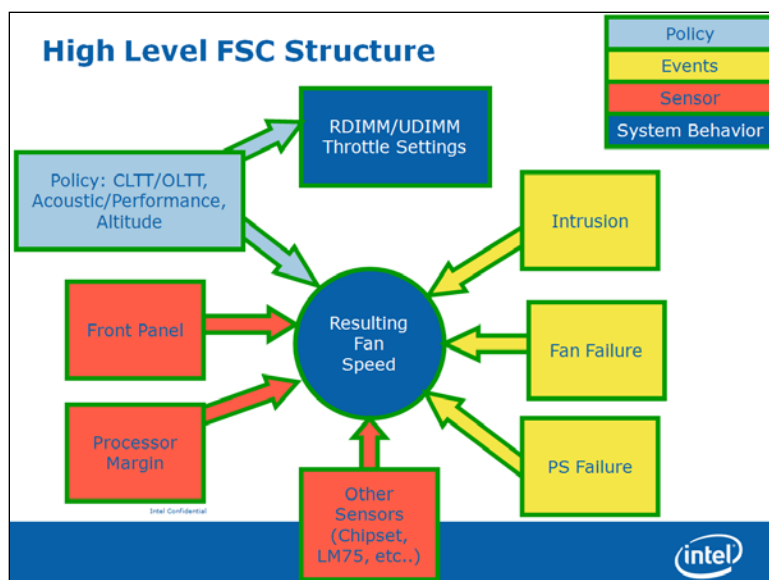 High Level FSC Structure
Policy
Events
Sensor
System Behavior
RDIMM/UDIMM
Throttle Settings
Policy: CLTT/OLTT,
Acoustic/Performance,
Altitude
Intrusion
Front Panel
Resulting
Fan
Speed
Fan Failure
Processor
Margin
PS Failure
Other
Sensors
(Chipset,
LM75, etc..)
Intel Confidential
intel